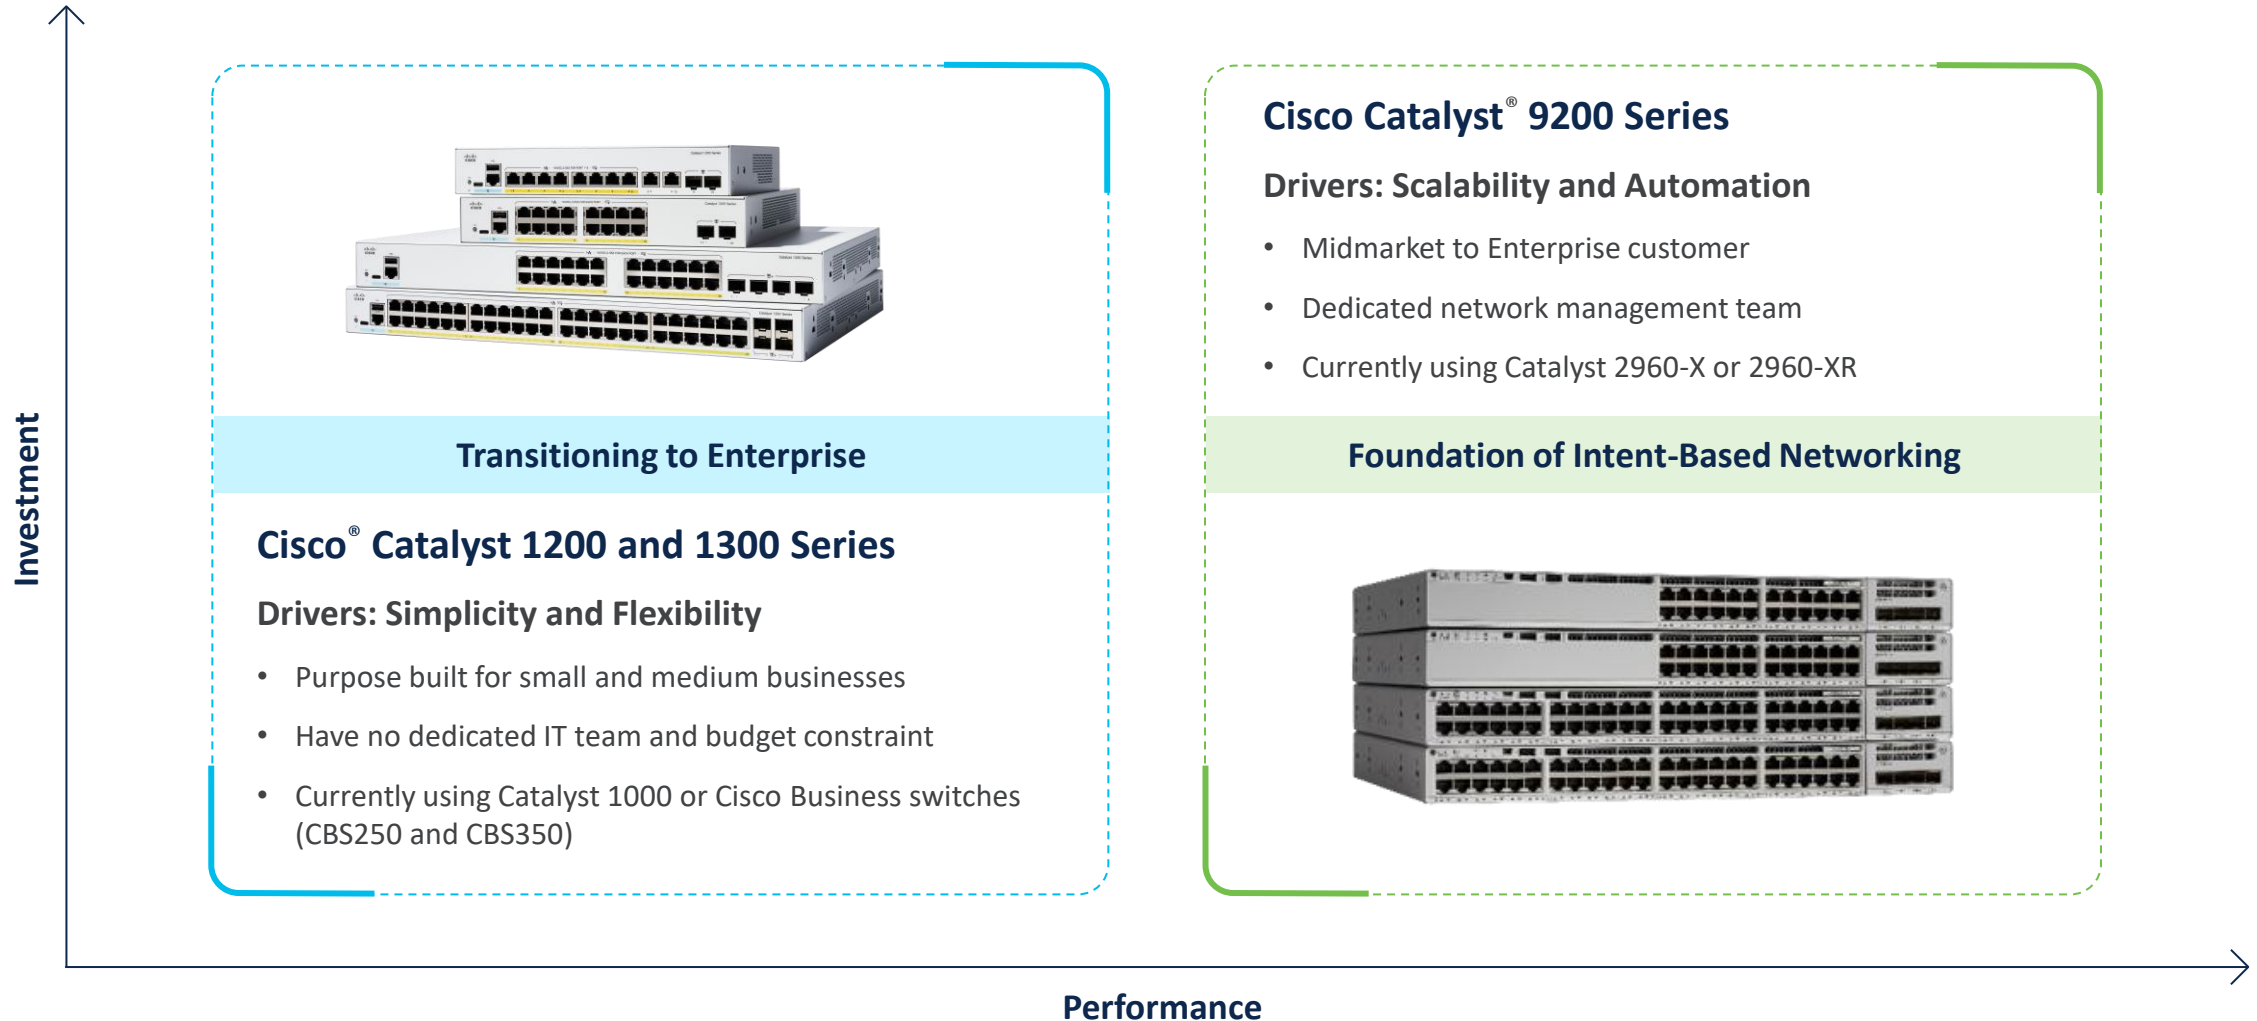 Investment
Transitioning to Enterprise
Cisco® Catalyst 1200 and 1300 Series
Drivers: Simplicity and Flexibility
• Purpose built for small and medium businesses
• Have no dedicated IT team and budget constraint
• Currently using Catalyst 1000 or Cisco Business switches
(CBS250 and CBS350)
Cisco Catalyst® 9200 Series
Drivers: Scalability and Automation
• Midmarket to Enterprise customer
• Dedicated network management team
• Currently using Catalyst 2960-X or 2960-XR
Foundation of Intent-Based Networking
Performance